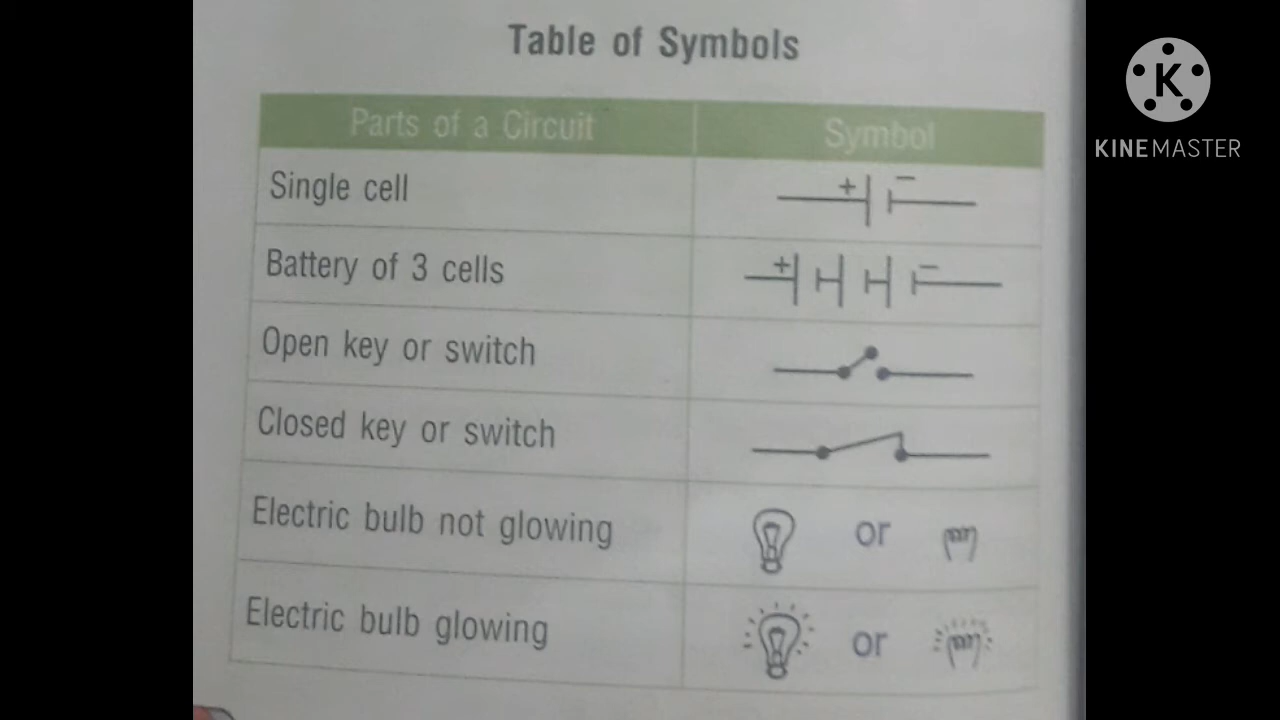 Table of Symbols
Parts of a Circuit Symbol
Single cell + −
Battery of 3 cells + −
Open key or switch
Closed key or switch
Electric bulb not glowing or
Electric bulb glowing or
K
KINEMASTER